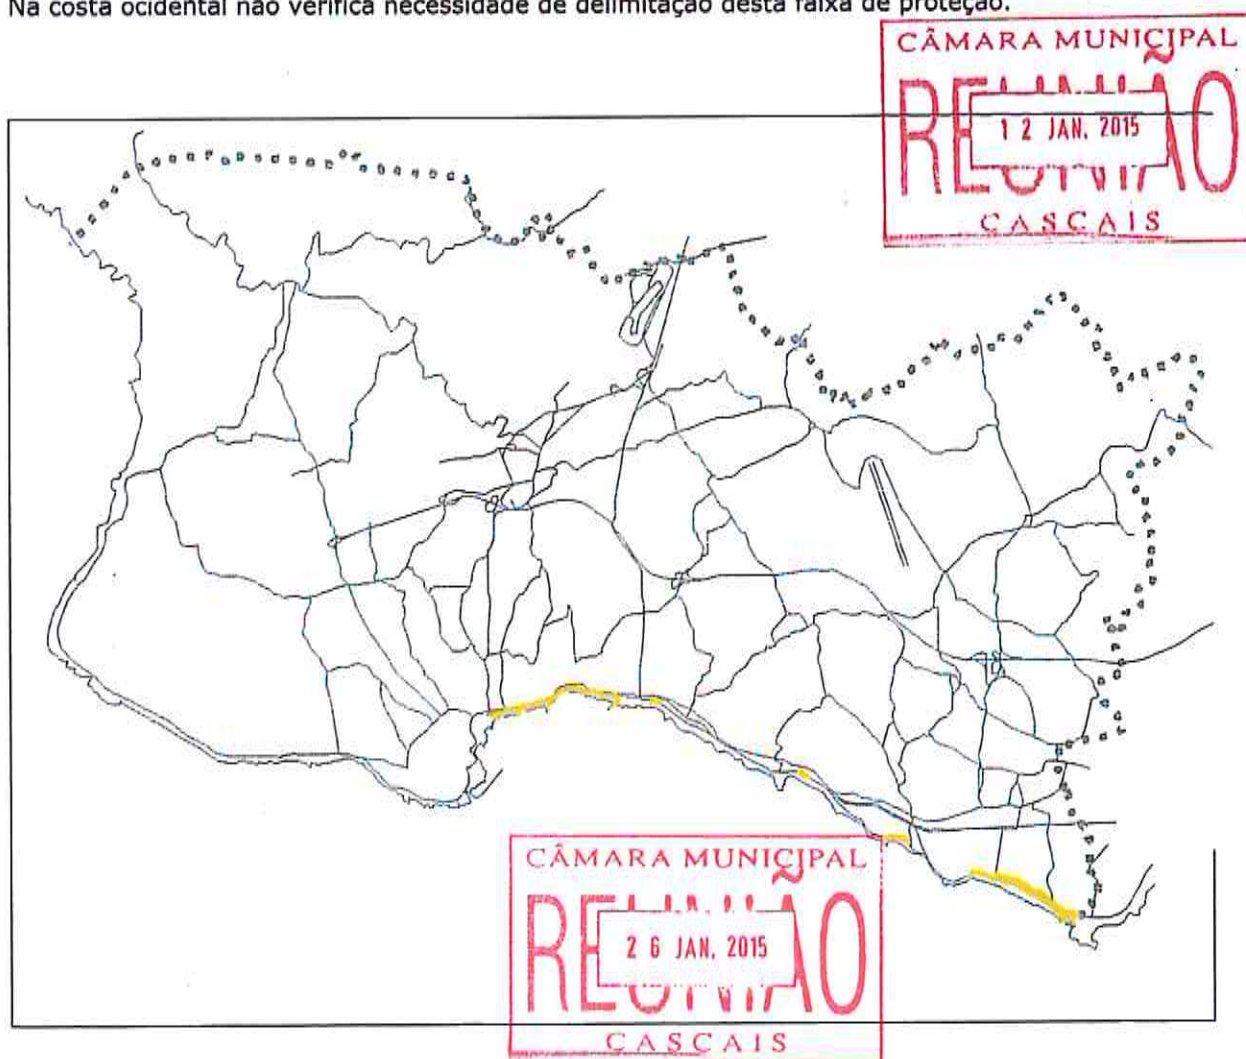 Na costa ocidental não verifica necessidade de delimitação desta faixa de proteção.
CÂMARA MUNICIPAL
REUNIÃO
12 JAN. 2015
CASCAIS
CÂMARA MUNICIPAL
REUNIÃO
26 JAN. 2015
CASCAIS